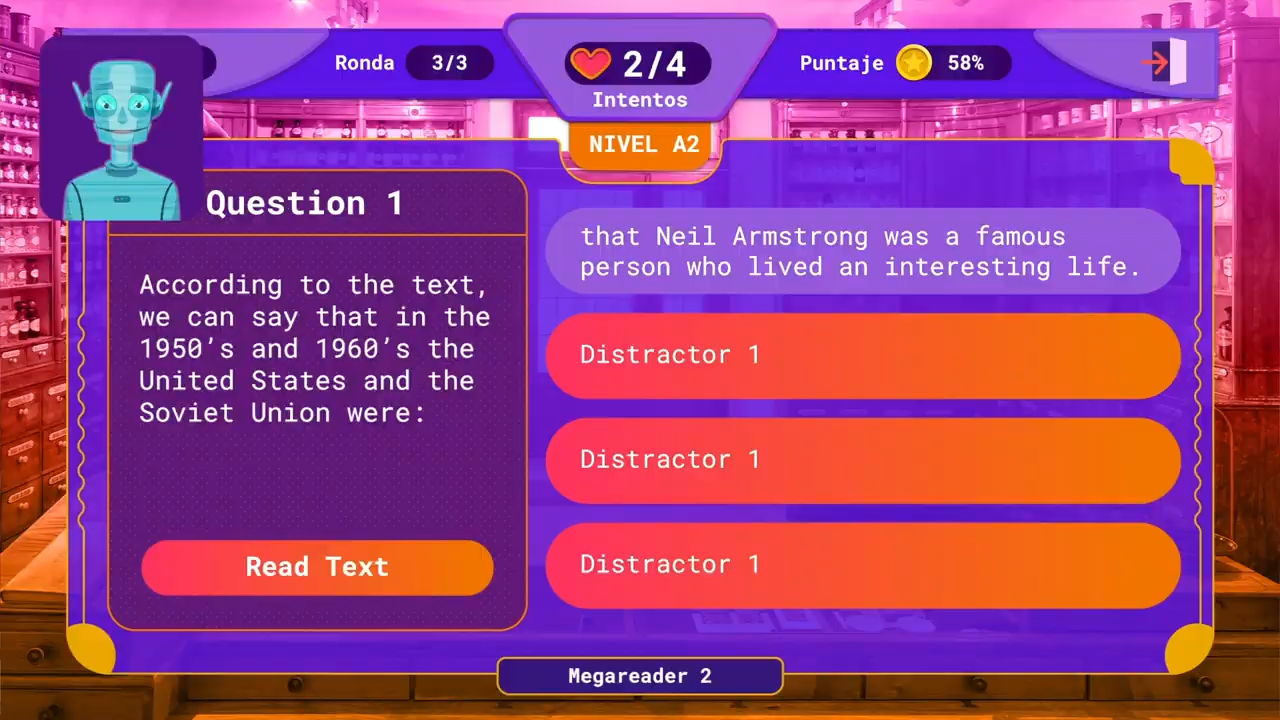 Ronda 3/3
2/4
Intentos
Puntaje 58%
NIVEL A2
Question 1
According to the text,
we can say that in the
1950’s and 1960’s the
United States and the
Soviet Union were:
Read Text
that Neil Armstrong was a famous
person who lived an interesting life.
Distractor 1
Distractor 1
Distractor 1
Megareader 2